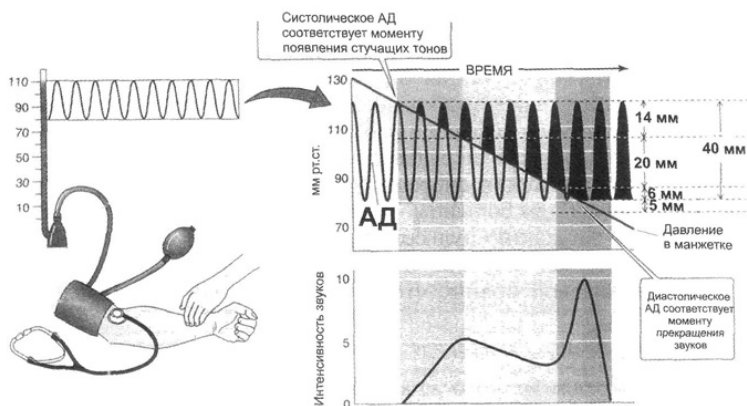 Систолическое АД
соответствует моменту
появления стучащих тонов
110
90
70
50
30
10
ВРЕМЯ
мм рт.ст.
130
110
90
70
АД
14 мм
20 мм
6 мм
5 мм
40 мм
Давление
в манжетке
Диастолическое
АД соответствует
моменту
прекращения
звуков
Интенсивность звуков
10
5
0